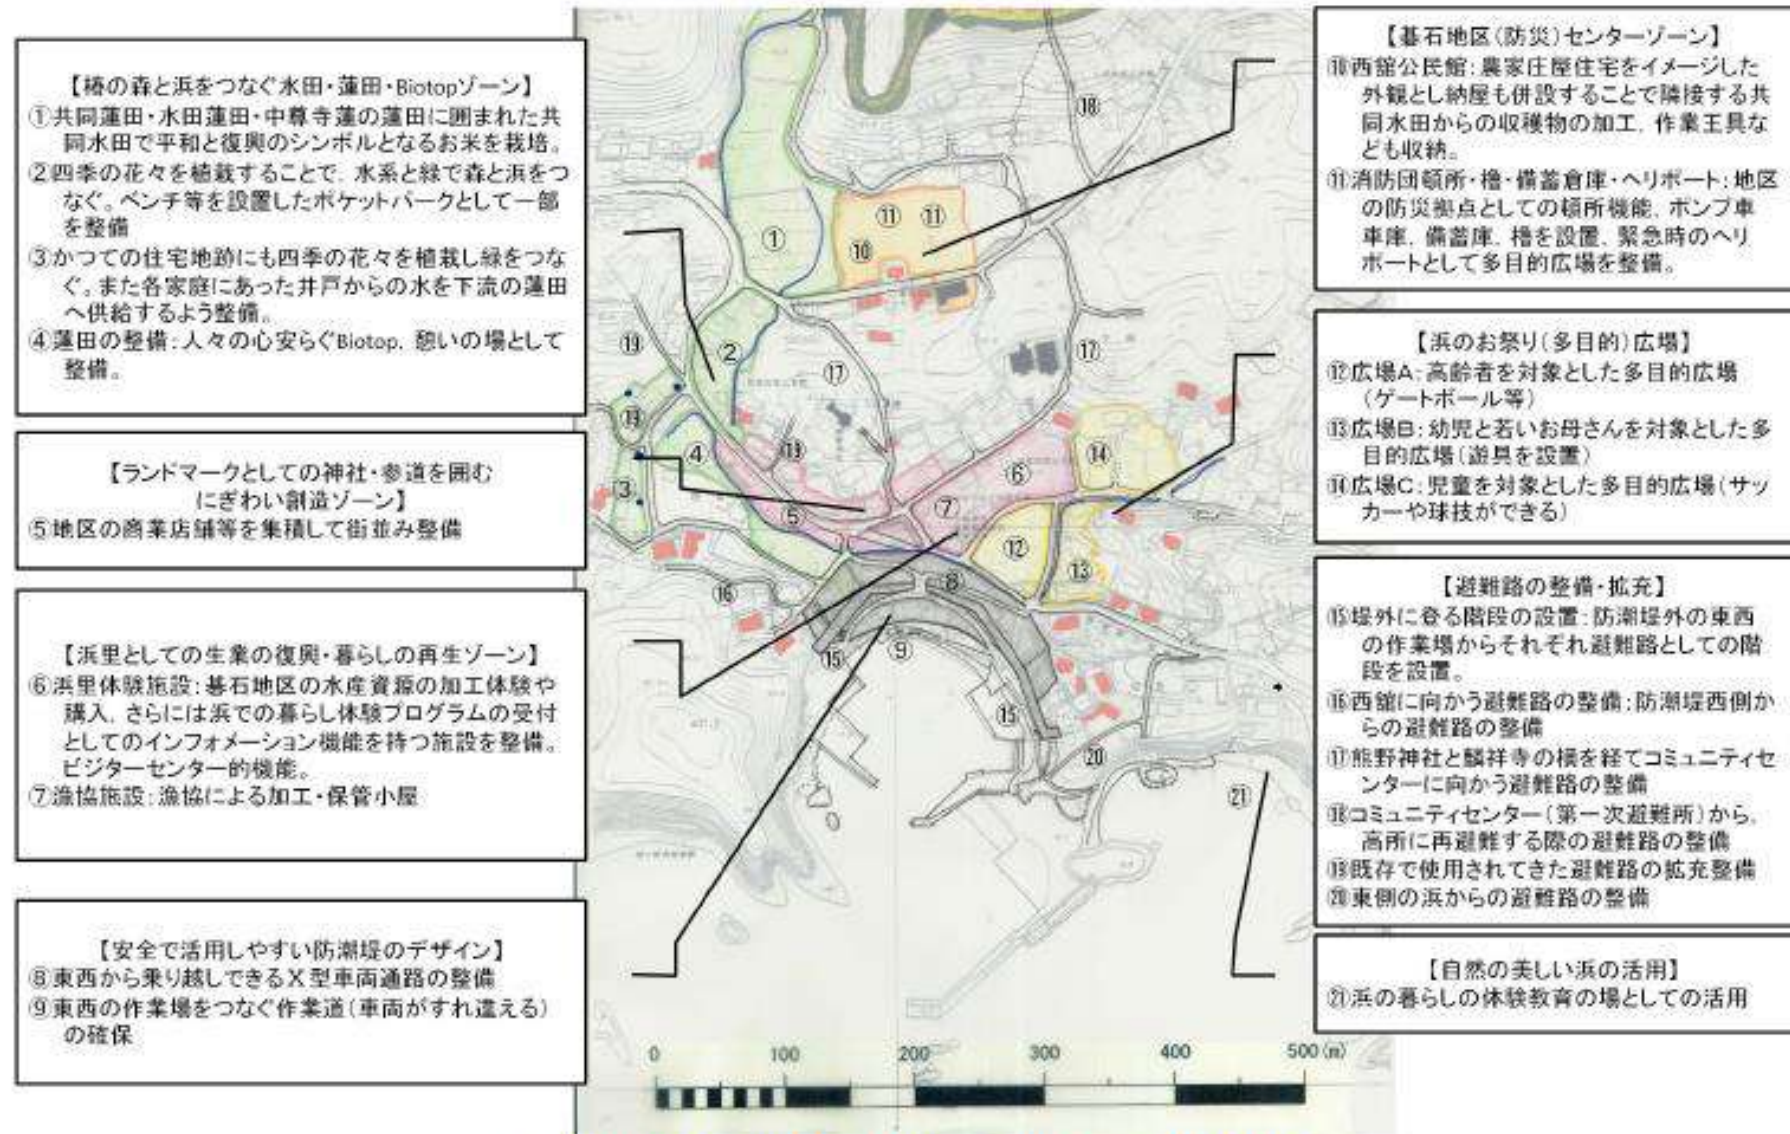 【椿の森と浜をつなぐ水田・蓮田・Biotopゾーン】
①共同蓮田・水田蓮田・中尊寺蓮の蓮田に囲まれた共
同水田で平和と復興のシンボルとなるお米を栽培。
②四季の花々を植栽することで、水系と緑で森と浜をつ
なぐ。ベンチ等を設置したポケットパークとして一部
を整備
③かつての住宅地跡にも四季の花々を植栽し緑をつな
ぐ。また各家庭にあった井戸からの水を下流の蓮田
へ供給するよう整備。
④蓮田の整備：人々の心安らぐBiotop、憩いの場として
整備。
【ランドマークとしての神社・参道を囲む
にぎわい創造ゾーン】
⑤地区の商業店舗等を集積して街並み整備
【浜里としての生業の復興・暮らしの再生ゾーン】
⑥浜里体験施設：碁石地区の水産資源の加工体験や
購入、さらには浜での暮らし体験プログラムの受付
としてのインフォメーション機能を持つ施設を整備。
ビジターセンター的機能。
⑦漁協施設：漁協による加工・保管小屋
【安全で活用しやすい防潮堤のデザイン】
⑧東西から乗り越しできるX型車両通路の整備
⑨東西の作業場をつなぐ作業道（車両がすれ違える）
の確保
【碁石地区（防災）センターゾーン】
⑩西舘公民館：農家庄屋住宅をイメージした
外観とし納屋も併設することで隣接する共
同水田からの収穫物の加工、作業王具な
ども収納。
⑪消防団頓所・櫓・備蓄倉庫・ヘリポート：地区
の防災拠点としての頓所機能、ポンプ車
車庫、備蓄庫、櫓を設置、緊急時のヘリ
ポートとして多目的広場を整備。
【浜のお祭り（多目的）広場】
⑫広場A：高齢者を対象とした多目的広場
（ゲートボール等）
⑬広場B：幼児と若いお母さんを対象とした多
目的広場（遊具を設置）
⑭広場C：児童を対象とした多目的広場（サッ
カーや球技ができる）
【避難路の整備・拡充】
⑮堤外に登る階段の設置：防潮堤外の東西
の作業場からそれぞれ避難路としての階
段を設置。
⑯西舘に向かう避難路の整備：防潮堤西側か
らの避難路の整備
⑰熊野神社と麟祥寺の横を経てコミュニティセ
ンターに向かう避難路の整備
⑱コミュニティセンター（第一次避難所）から、
高所に再避難する際の避難路の整備
⑲既存で使用されてきた避難路の拡充整備
⑳東側の浜からの避難路の整備
【自然の美しい浜の活用】
㉑浜の暮らしの体験教育の場としての活用
⑱
⑪ ⑪
①
⑩
⑲
②
⑰
⑰
⑲
④
⑲
⑭
⑥
③
⑤
⑦
⑫
⑬
⑧
⑯
⑮
⑨
⑮
⑳
㉑
0 100 200 300 400 500(m)